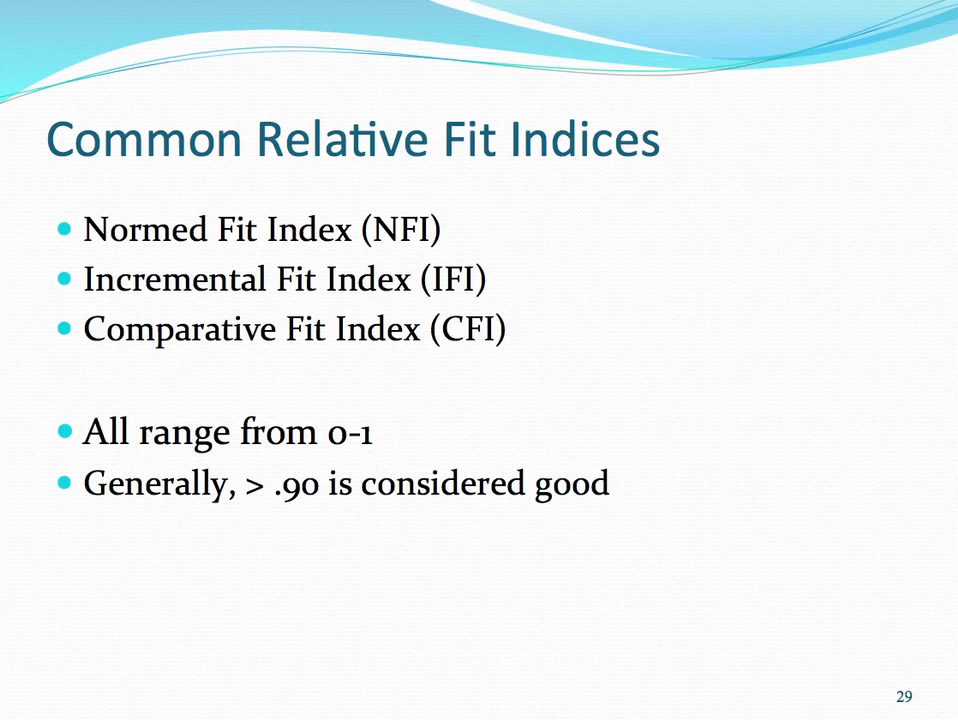 Common Relative Fit Indices
• Normed Fit Index (NFI)
• Incremental Fit Index (IFI)
• Comparative Fit Index (CFI)
• All range from 0-1
• Generally, > .90 is considered good
29